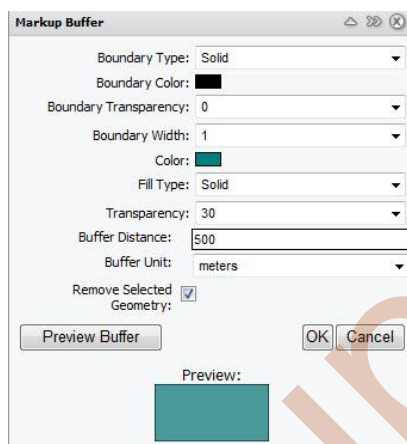 Markup Buffer
Boundary Type: Solid
Boundary Color:
Boundary Transparency: 0
Boundary Width: 1
Color:
Fill Type: Solid
Transparency: 30
Buffer Distance: 500
Buffer Unit: meters
Remove Selected
Geometry:
Preview Buffer OK Cancel
Preview: